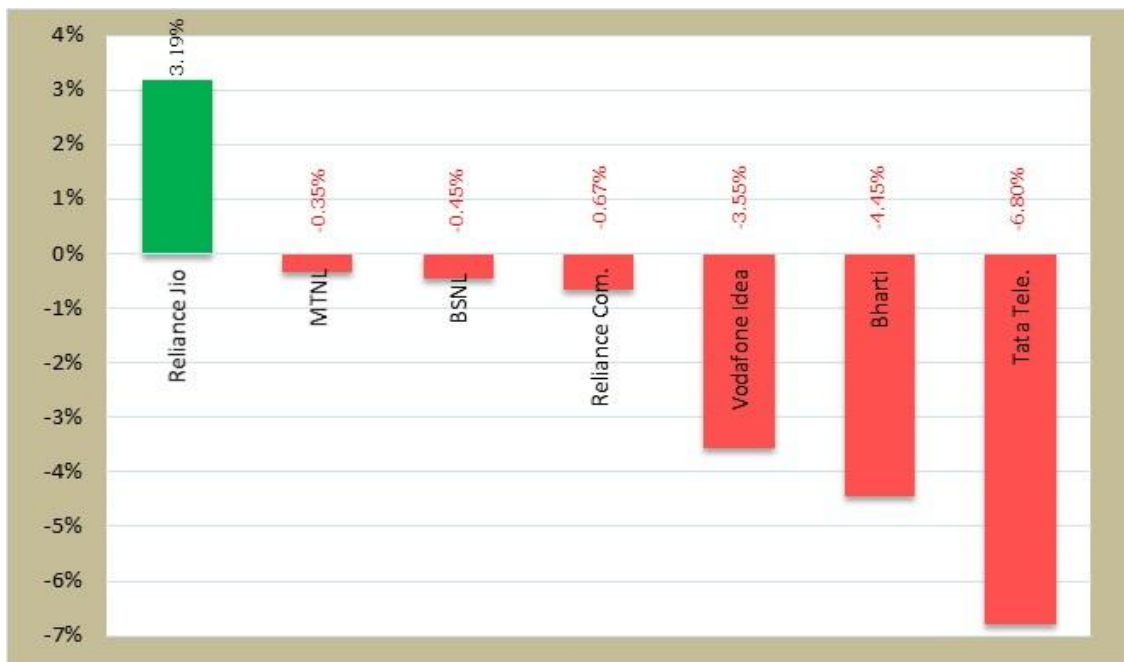 4%
3%
2%
1%
0%
-1%
-2%
-3%
-4%
-5%
-6%
-7%
3.19%
-0.35%
-0.45%
-0.67%
-3.55%
-4.45%
-6.80%
Reliance Jio
MTNL
BSNL
Reliance Com.
Vodafone Idea
Bharti
Tata Tele.